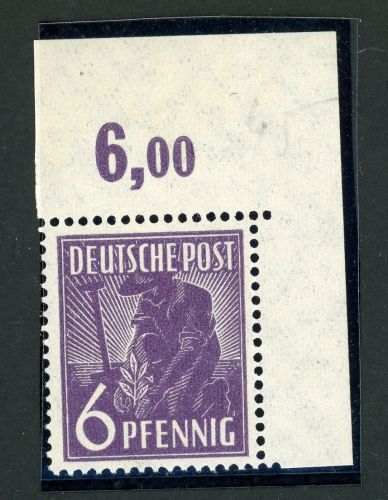 6,00
DEUTSCHE POST
6 PFENNIG